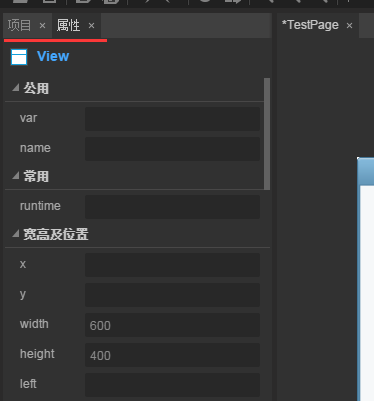 项目 × 属性 × *TestPage ×
View
公用
var
name
常用
runtime
宽高及位置
x
y
width 600
height 400
left